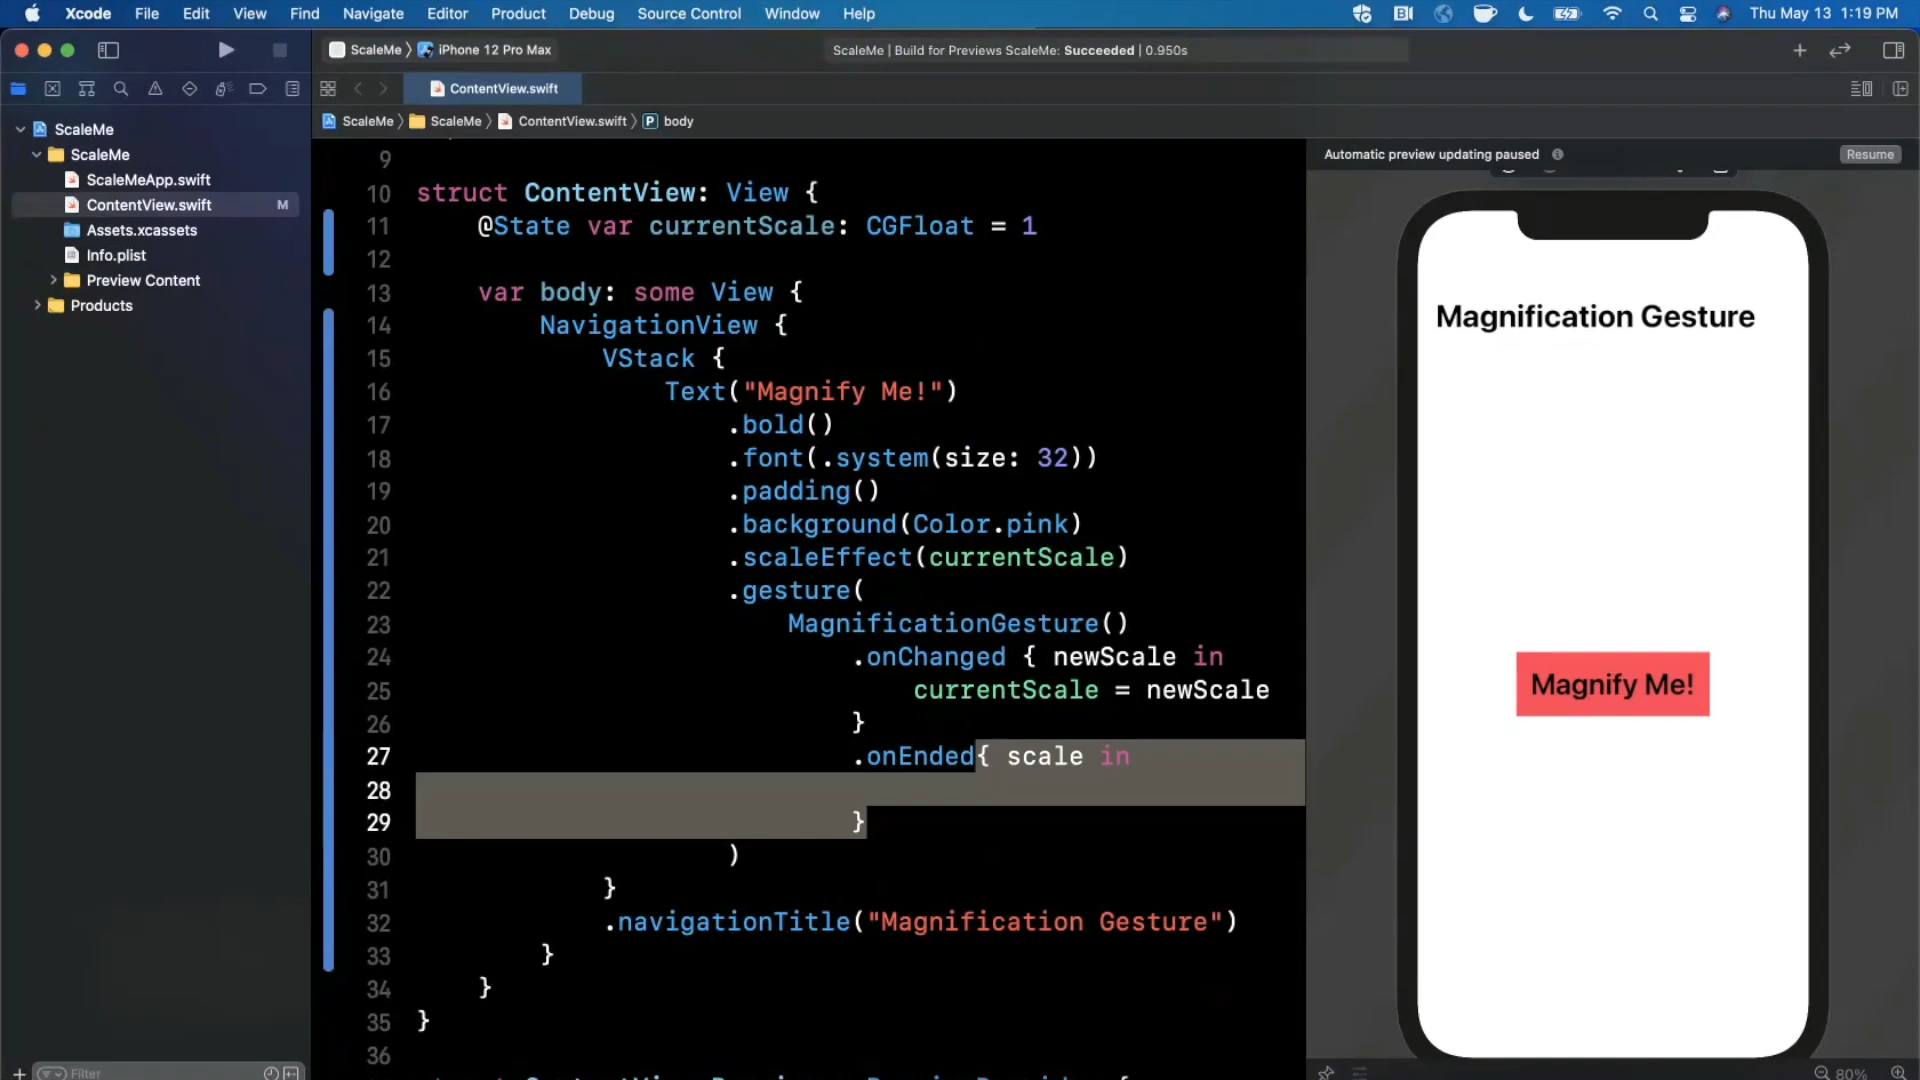 Xcode File Edit View Find Navigate Editor Product Debug Source Control Window Help
Thu May 13 1:19 PM
ScaleMe iPhone 12 Pro Max
ScaleMe | Build for Previews ScaleMe: Succeeded | 0.950s
ContentView.swift
ScaleMe ScaleMe ContentView.swift P body
ScaleMe
ScaleMe
ScaleMeApp.swift
ContentView.swift M
Assets.xcassets
Info.plist
Preview Content
Products
Filter
9
10 struct ContentView: View {
11 @State var currentScale: CGFloat = 1
12
13 var body: some View {
14 NavigationView {
15 VStack {
16 Text("Magnify Me!")
17 .bold()
18 .font(.system(size: 32))
19 .padding()
20 .background(Color.pink)
21 .scaleEffect(currentScale)
22 .gesture(
23 MagnificationGesture()
24 .onChanged { newScale in
25 currentScale = newScale
26 }
27 .onEnded{ scale in
28
29 }
30 )
31 }
32 .navigationTitle("Magnification Gesture")
33 }
34 }
35 }
36
Automatic preview updating paused
Resume
Magnification Gesture
Magnify Me!
80%